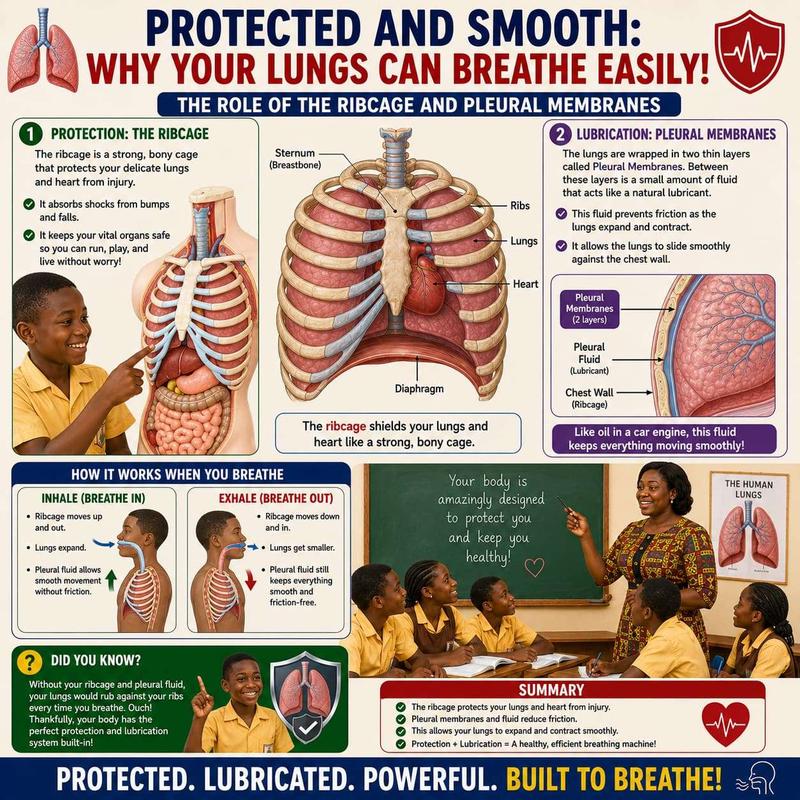 PROTECTED AND SMOOTH:
WHY YOUR LUNGS CAN BREATHE EASILY!
THE ROLE OF THE RIBCAGE AND PLEURAL MEMBRANES
1 PROTECTION: THE RIBCAGE
The ribcage is a strong, bony cage
that protects your delicate lungs
and heart from injury.
It absorbs shocks from bumps
and falls.
It keeps your vital organs safe
so you can run, play, and
live without worry!
Sternum
(Breastbone)
Ribs
Lungs
Heart
Diaphragm
The ribcage shields your lungs and
heart like a strong, bony cage.
2 LUBRICATION: PLEURAL MEMBRANES
The lungs are wrapped in two thin layers
called Pleural Membranes. Between
these layers is a small amount of fluid
that acts like a natural lubricant.
This fluid prevents friction as the
lungs expand and contract.
It allows the lungs to slide smoothly
against the chest wall.
Pleural
Membranes
(2 layers)
Pleural
Fluid
(Lubricant)
Chest Wall
(Ribcage)
Like oil in a car engine, this fluid
keeps everything moving smoothly!
HOW IT WORKS WHEN YOU BREATHE
INHALE (BREATHE IN)
• Ribcage moves up
and out.
• Lungs expand.
• Pleural fluid allows
smooth movement
without friction.
EXHALE (BREATHE OUT)
• Ribcage moves down
and in.
• Lungs get smaller.
• Pleural fluid still
keeps everything
smooth and
friction-free.
Your body is
amazingly designed
to protect you
and keep you
healthy!
THE HUMAN
LUNGS
? DID YOU KNOW?
Without your ribcage and pleural fluid,
your lungs would rub against your ribs
every time you breathe. Ouch!
Thankfully, your body has the
perfect protection and lubrication
system built-in!
SUMMARY
The ribcage protects your lungs and heart from injury.
Pleural membranes and fluid reduce friction.
This allows your lungs to expand and contract smoothly.
Protection + Lubrication = A healthy, efficient breathing machine!
PROTECTED. LUBRICATED. POWERFUL. BUILT TO BREATHE!